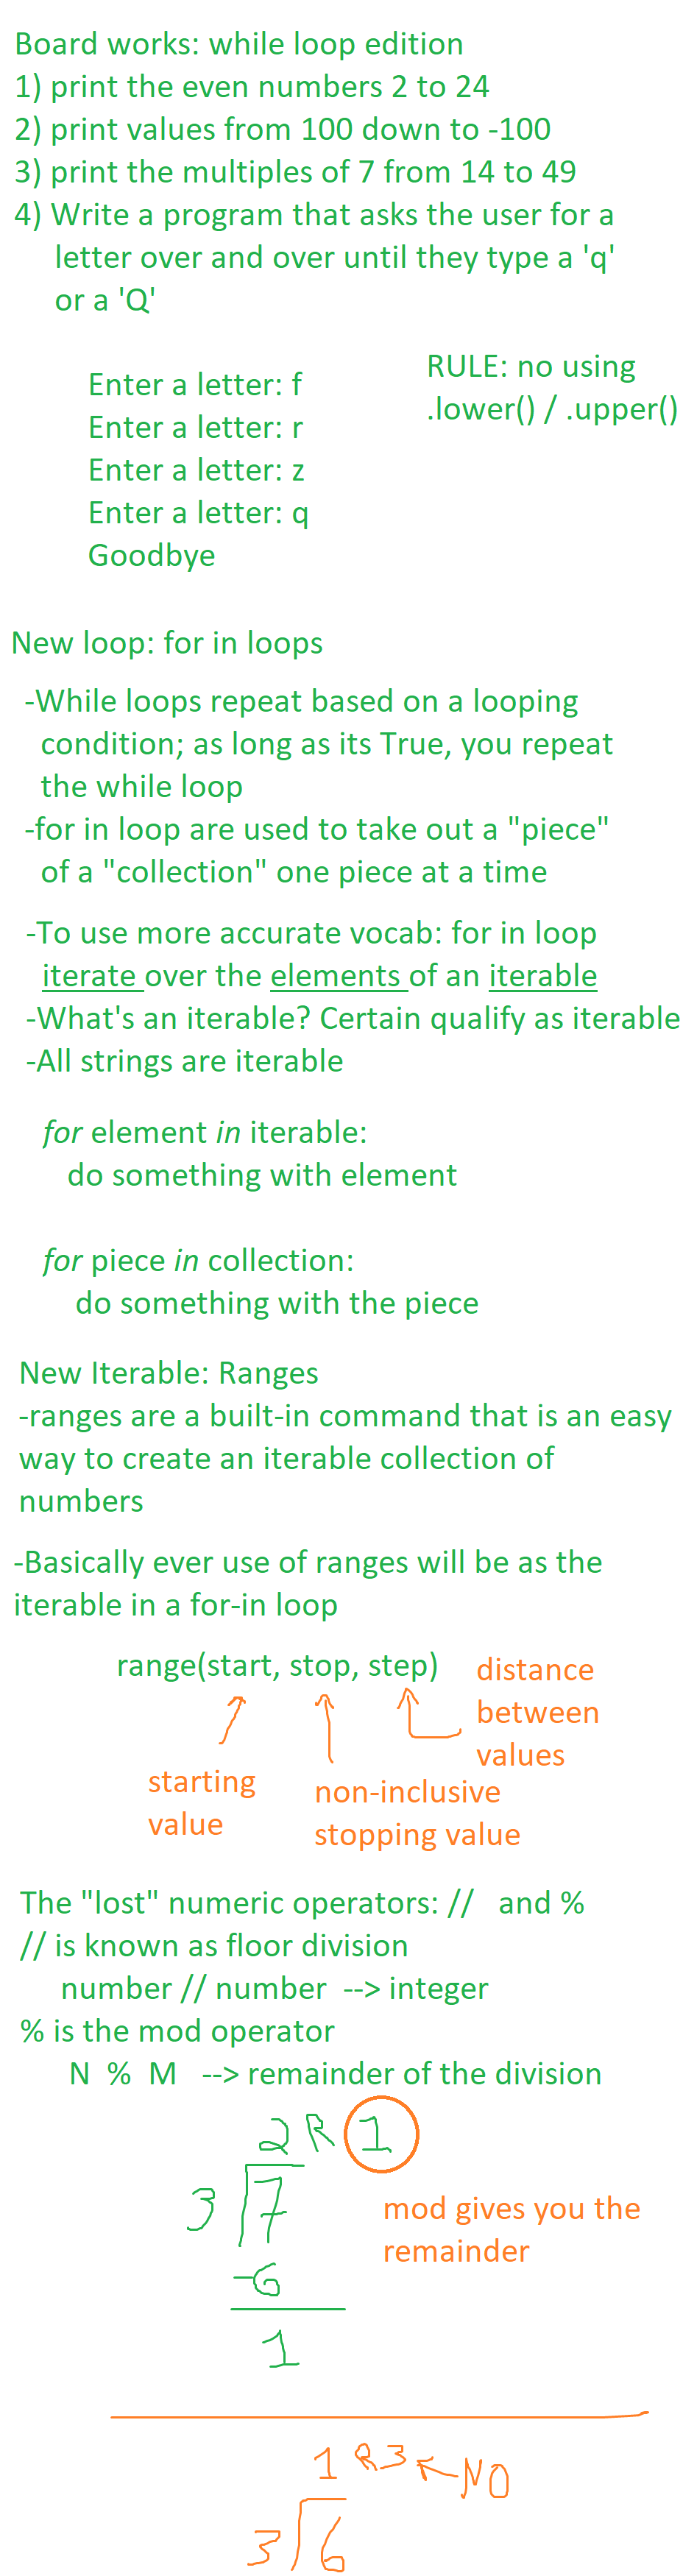 Board works: while loop edition
1) print the even numbers 2 to 24
2) print values from 100 down to -100
3) print the multiples of 7 from 14 to 49
4) Write a program that asks the user for a
letter over and over until they type a 'q'
or a 'Q'
RULE: no using
.lower() / .upper()
Enter a letter: f
Enter a letter: r
Enter a letter: z
Enter a letter: q
Goodbye
New loop: for in loops
-While loops repeat based on a looping
condition; as long as its True, you repeat
the while loop
-for in loop are used to take out a "piece"
of a "collection" one piece at a time
-To use more accurate vocab: for in loop
iterate over the elements of an iterable
-What's an iterable? Certain qualify as iterable
-All strings are iterable
for element in iterable:
do something with element
for piece in collection:
do something with the piece
New Iterable: Ranges
-ranges are a built-in command that is an easy
way to create an iterable collection of
numbers
-Basically ever use of ranges will be as the
iterable in a for-in loop
range(start, stop, step)
distance
between
values
starting
value
non-inclusive
stopping value
The "lost" numeric operators: // and %
// is known as floor division
number // number --> integer
% is the mod operator
N % M --> remainder of the division
2 R 1
3 7
mod gives you the
remainder
-6
1
1 R3 NO
3 6